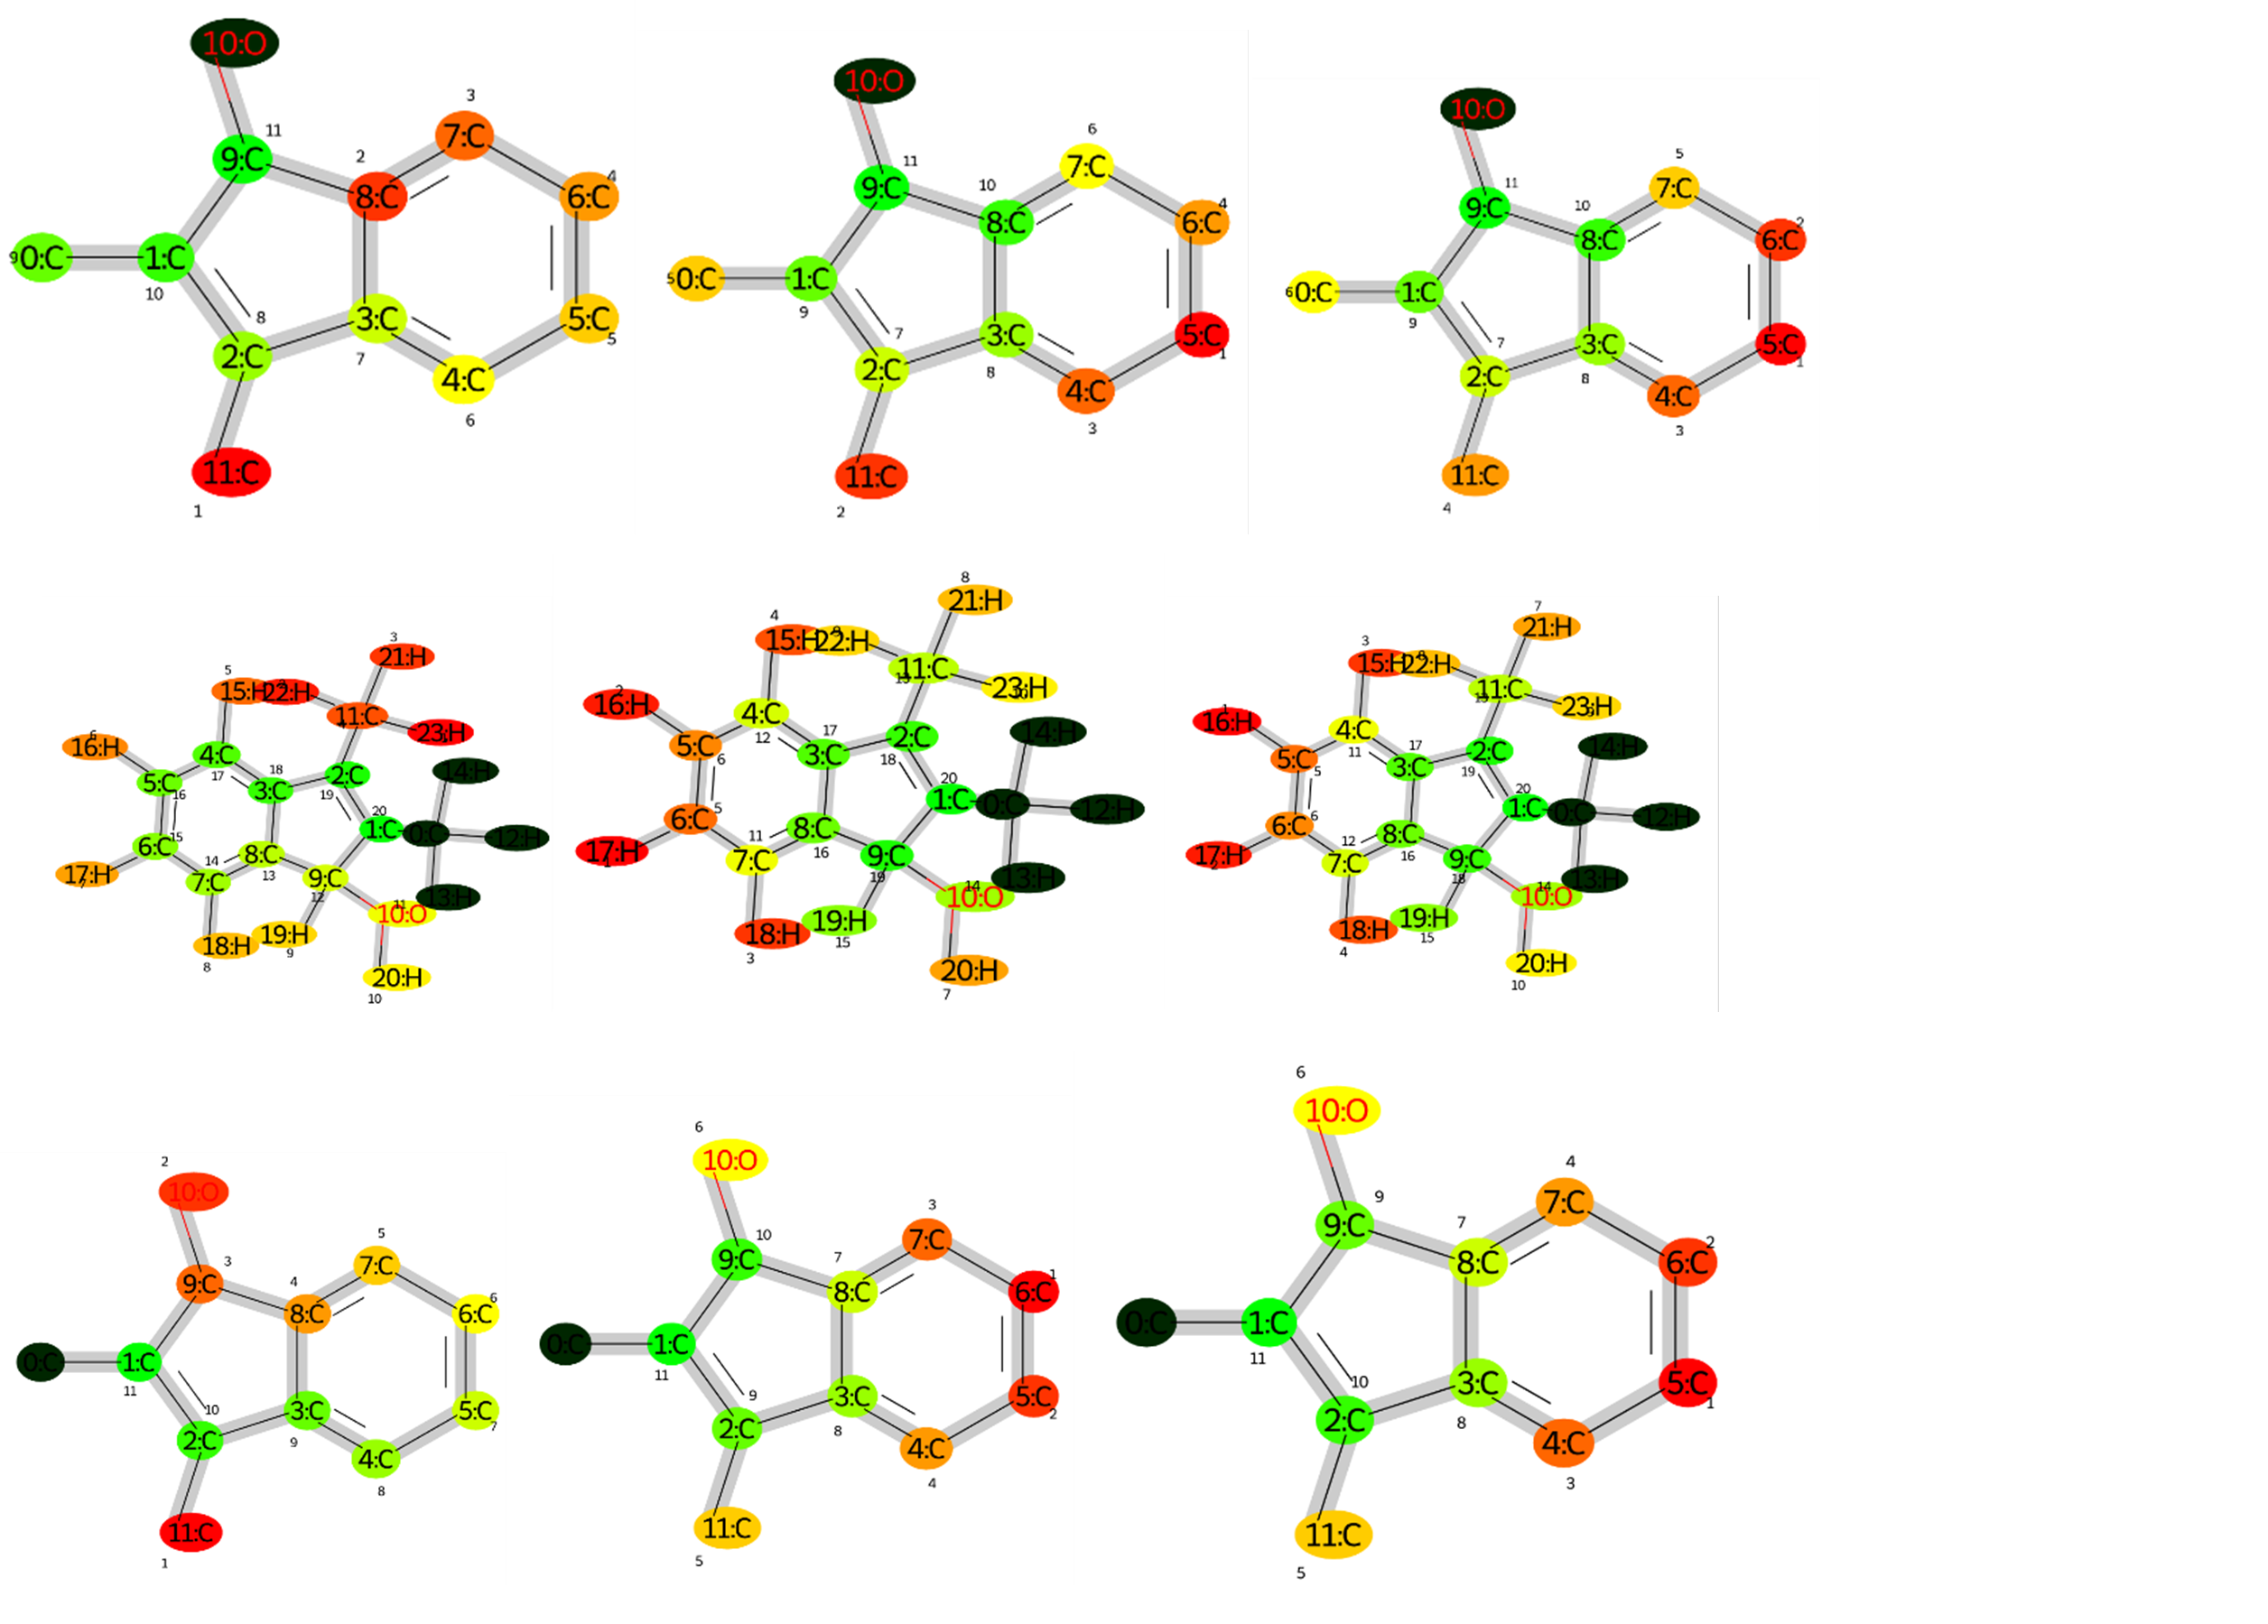 10:O
9:C 11
8:C 2
7:C 3
6:C 4
5:C 5
4:C 6
3:C 7
2:C 8
1:C 10
0:C 9
11:C 1
10:O
9:C 11
8:C 10
7:C 6
6:C 4
5:C 1
4:C 3
3:C 8
2:C 7
1:C 9
0:C 5
11:C 2
10:O
9:C 11
8:C 10
7:C 5
6:C 2
5:C 1
4:C 3
3:C 8
2:C 7
1:C 9
0:C 6
11:C 4
21:H 3
15:H 5
22:H
11:C
23:H
16:H 6
4:C 17
5:C 16
3:C 18
2:C 19
1:C 20
0:C
14:H
12:H
13:H
6:C 15
7:C 14
8:C 13
9:C 12
10:O 11
17:H 7
18:H 8
19:H 9
20:H 10
21:H 8
15:H 4
22:H 9
11:C 13
23:H 10
16:H 2
4:C 12
5:C 6
3:C 17
2:C 18
1:C 20
0:C
14:H
12:H
13:H
6:C 5
7:C 11
8:C 16
9:C 19
10:O 14
17:H 1
18:H 3
19:H 15
20:H 7
21:H 7
15:H 3
22:H 8
11:C 13
23:H 9
16:H 1
4:C 11
5:C 5
3:C 17
2:C 19
1:C 20
0:C
14:H
12:H
13:H
6:C 6
7:C 12
8:C 16
9:C 18
10:O 14
17:H 2
18:H 4
19:H 15
20:H 10
10:O 2
9:C 3
8:C 4
7:C 5
6:C 6
5:C 7
4:C 8
3:C 9
2:C 10
1:C 11
0:C
11:C 1
10:O 6
9:C 10
8:C 7
7:C 3
6:C 1
5:C 2
4:C 4
3:C 8
2:C 9
1:C 11
0:C
11:C 5
10:O 6
9:C 9
8:C 7
7:C 4
6:C 2
5:C 1
4:C 3
3:C 8
2:C 10
1:C 11
0:C
11:C 5